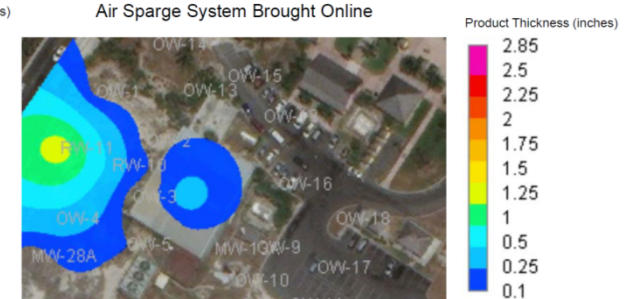 s)
Air Sparge System Brought Online
Product Thickness (inches)
2.85
2.5
2.25
2
1.75
1.5
1.25
1
0.5
0.25
0.1
OW-14
OW-15
OW-1
OW-13
RW-11
2
RW-10
OW-16
OW-3
OW-4
OW-18
OW-5
OW-9
MW-28A
OW-17
OW-10